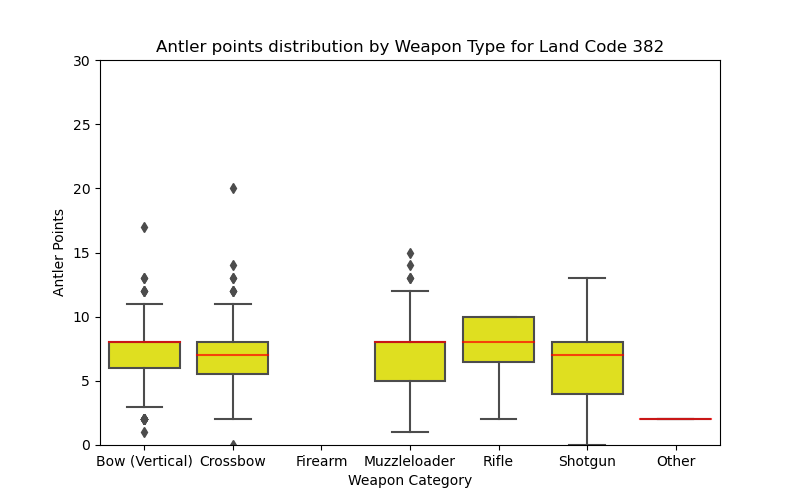 Antler points distribution by Weapon Type for Land Code 382
30
25
20
15
10
5
0
Antler Points
Bow (Vertical) Crossbow Firearm Muzzleloader Rifle Shotgun Other
Weapon Category